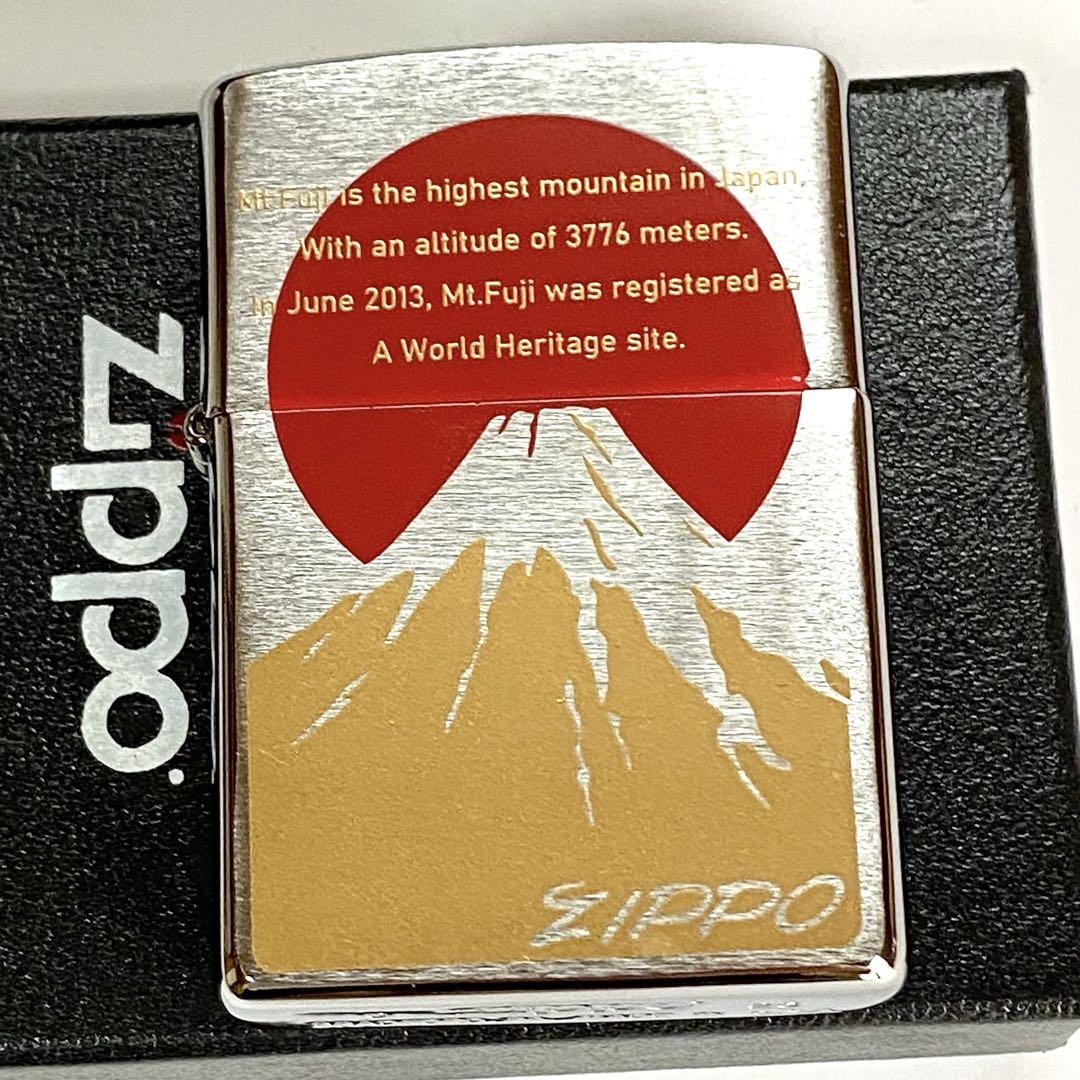 Mt.Fuji is the highest mountain in Japan,
With an altitude of 3776 meters.
In June 2013, Mt.Fuji was registered as
A World Heritage site.
ZIPPO
zippo.